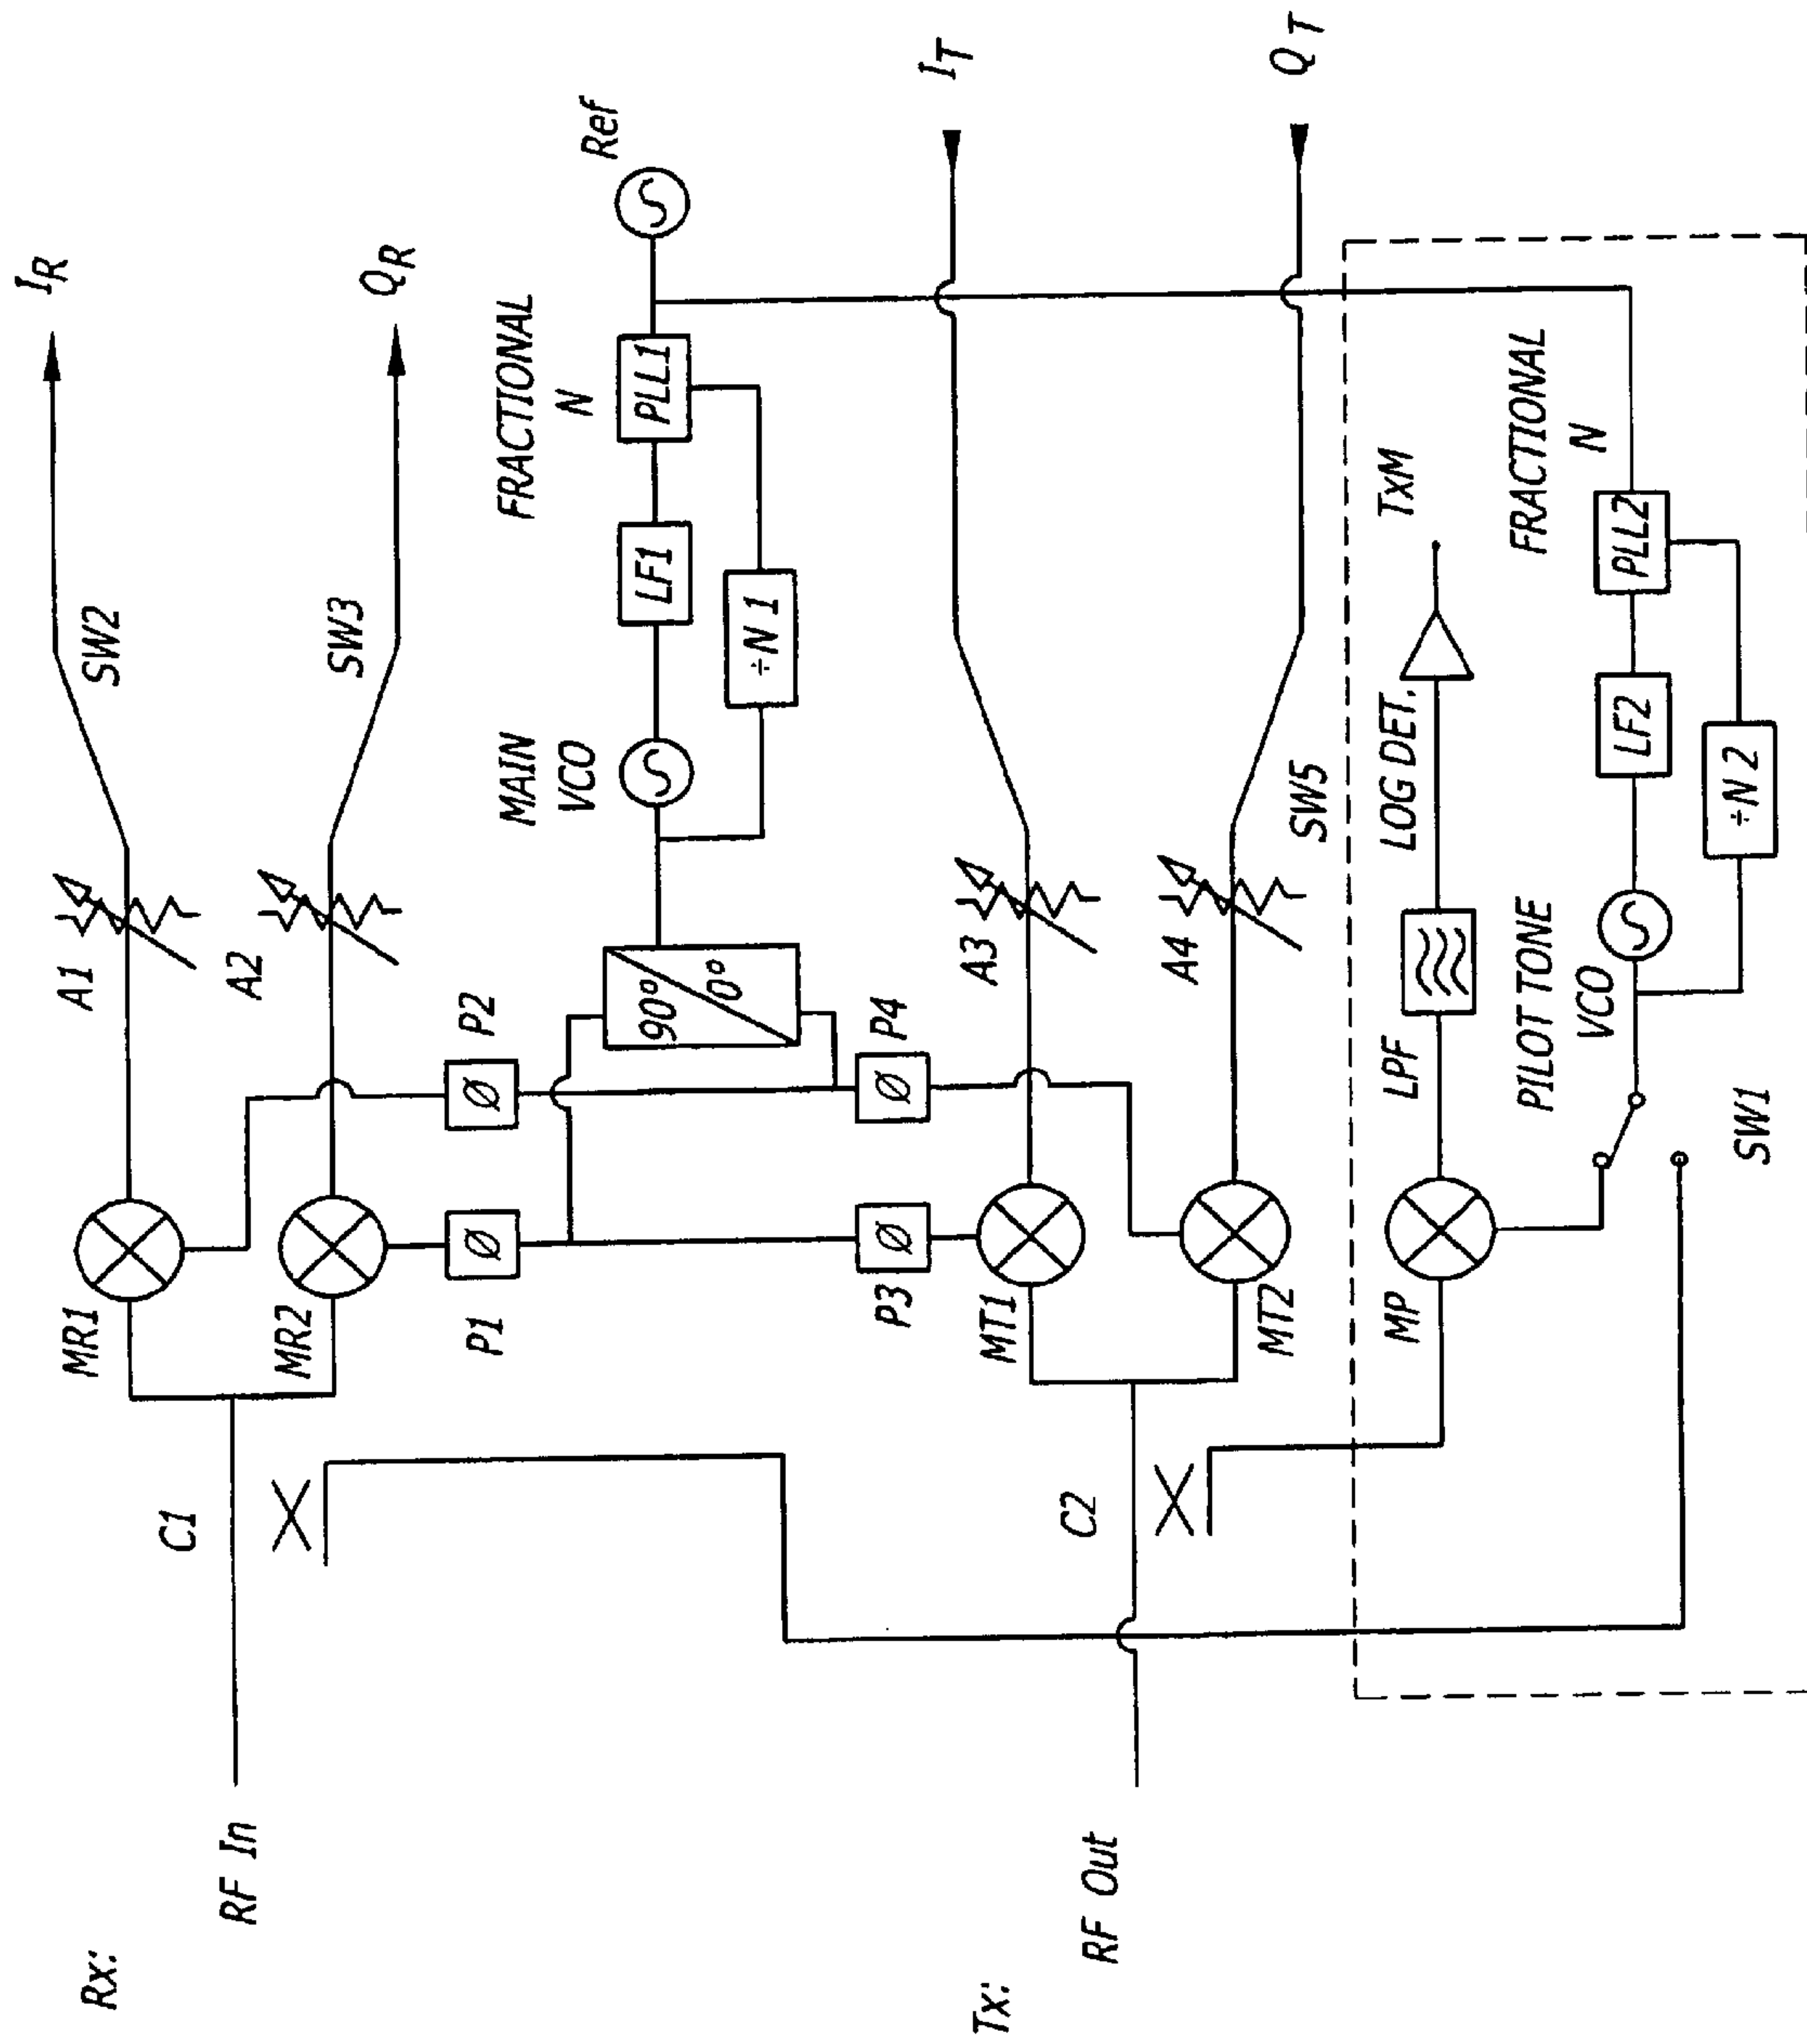 Rx:
RF In
C1
MR1
MR2
A1
A2
SW2
SW3
I_R
Q_R
P1
P2
Ø
Ø
90°
0°
MAIN
VCO
LF1
÷N 1
FRACTIONAL
N
PLL1
Ref
P3
P4
Ø
Ø
Tx:
RF Out
C2
MT1
MT2
A3
A4
SW5
I_T
Q_T
MP
LPF
LOG DET.
TxM
PILOT TONE
VCO
SW1
LF2
÷N 2
FRACTIONAL
N
PLL2